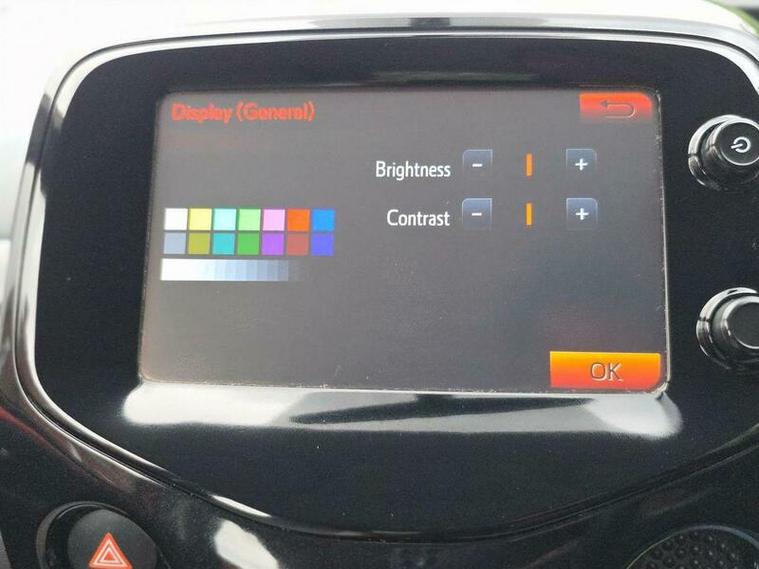 Display (General)
Brightness - +
Contrast - +
OK